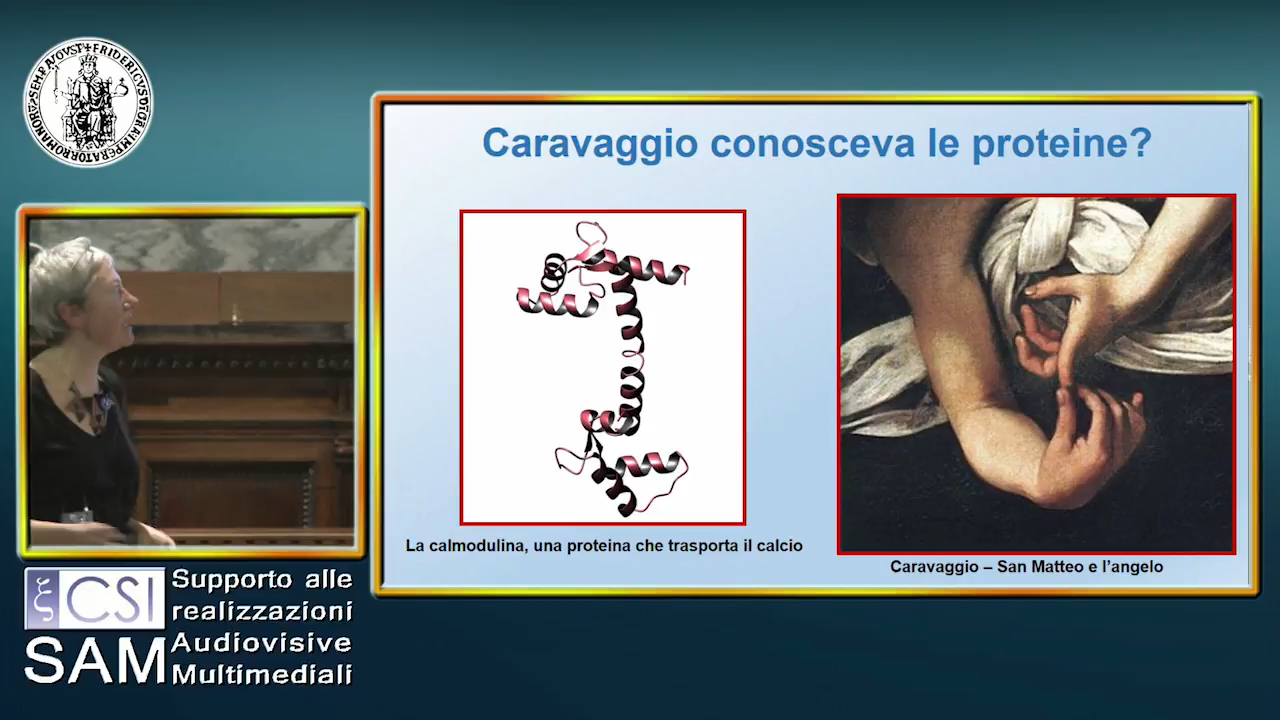 Caravaggio conosceva le proteine?
La calmodulina, una proteina che trasporta il calcio
Caravaggio – San Matteo e l'angelo
ξ CSI
SAM
Supporto alle
realizzazioni
Audiovisive
Multimediali